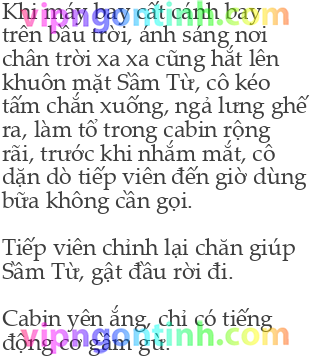 Khi máy bay cất cánh bay
vipngontinh.com
trên bầu trời, ánh sáng nơi
chân trời xa xa cũng hắt lên
khuôn mặt Sầm Từ, cô kéo
tấm chắn xuống, ngả lưng ghế
ra, làm tổ trong cabin rộng
rãi, trước khi nhắm mắt, cô
dặn dò tiếp viên đến giờ dùng
bữa không cần gọi.
Tiếp viên chỉnh lại chăn giúp
Sầm Từ, gật đầu rời đi.
Cabin yên ắng, chỉ có tiếng
vipngontinh.com
động cơ gầm gừ.